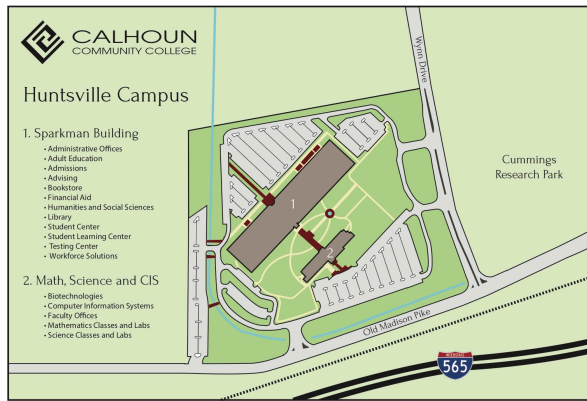 CALHOUN
COMMUNITY COLLEGE
Huntsville Campus
1. Sparkman Building
• Administrative Offices
• Adult Education
• Admissions
• Advising
• Bookstore
• Financial Aid
• Humanities and Social Sciences
• Library
• Student Center
• Student Learning Center
• Testing Center
• Workforce Solutions
2. Math, Science and CIS
• Biotechnologies
• Computer Information Systems
• Faculty Offices
• Mathematics Classes and Labs
• Science Classes and Labs
Wynn Drive
Cummings
Research Park
1
2
Old Madison Pike
INTERSTATE
565